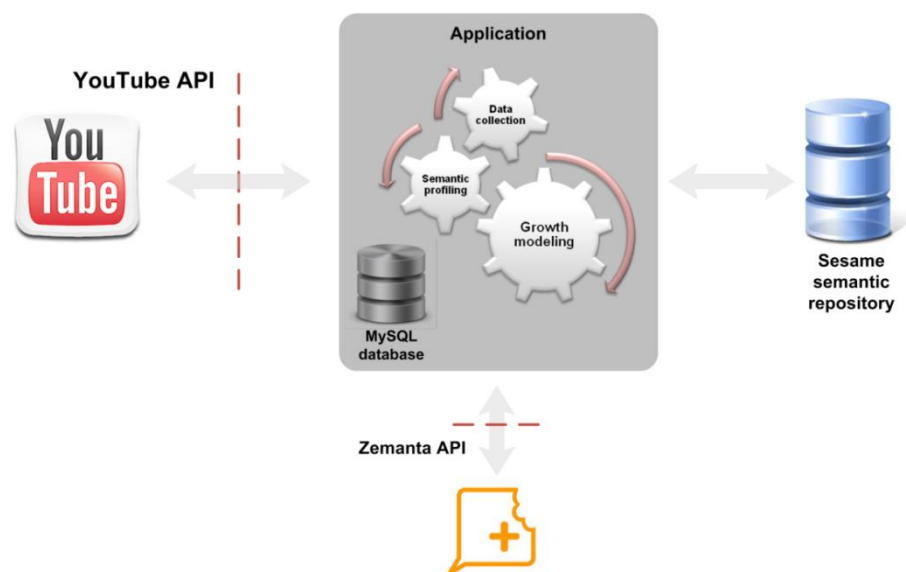 Application
YouTube API
You
Tube
Data
collection
Semantic
profiling
Growth
modeling
MySQL
database
Sesame
semantic
repository
Zemanta API